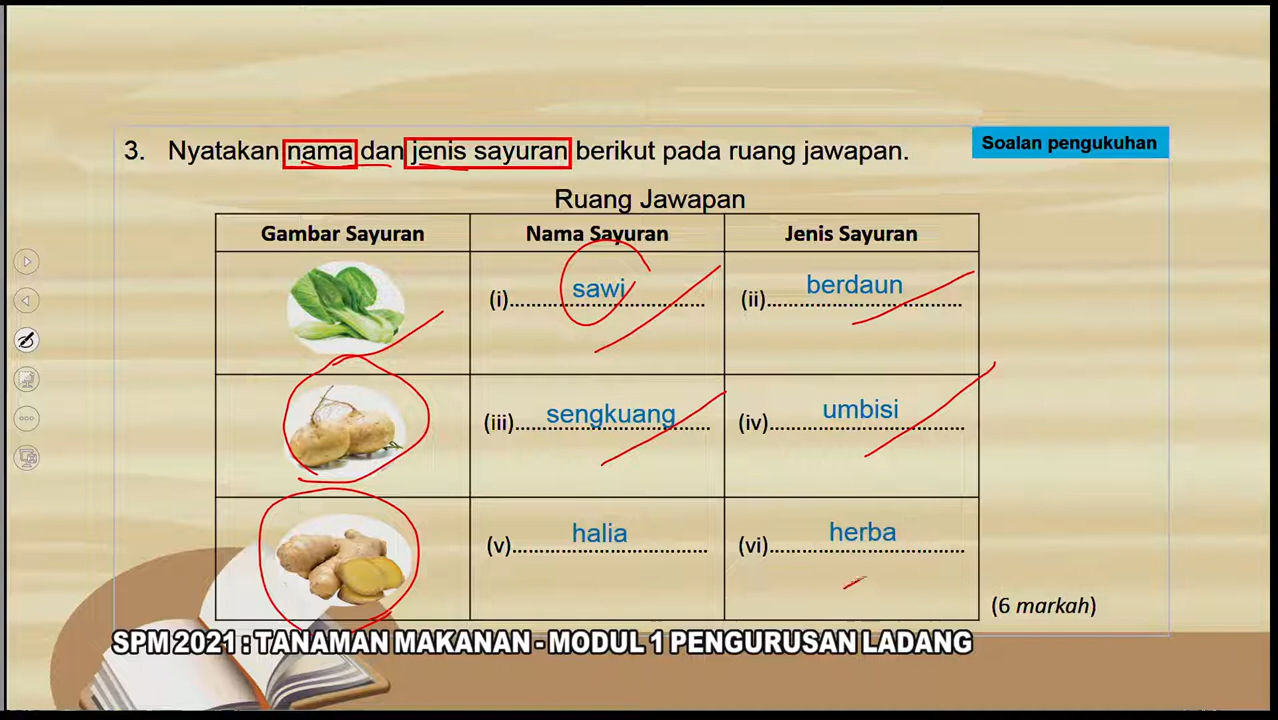 3. Nyatakan nama dan jenis sayuran berikut pada ruang jawapan.
Soalan pengukuhan
Ruang Jawapan
Gambar Sayuran Nama Sayuran Jenis Sayuran
(i)............sawi............ (ii)............berdaun............
(iii)............sengkuang............ (iv)............umbisi............
(v)............halia............ (vi)............herba............
(6 markah)
SPM 2021 : TANAMAN MAKANAN - MODUL 1 PENGURUSAN LADANG